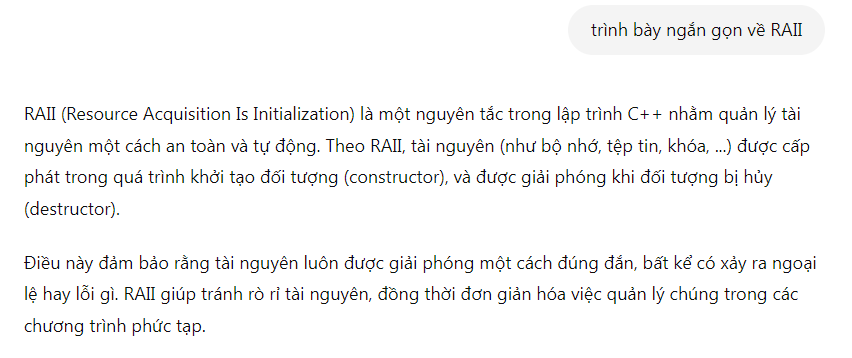 trình bày ngắn gọn về RAII
RAII (Resource Acquisition Is Initialization) là một nguyên tắc trong lập trình C++ nhằm quản lý tài
nguyên một cách an toàn và tự động. Theo RAII, tài nguyên (như bộ nhớ, tệp tin, khóa, ...) được cấp
phát trong quá trình khởi tạo đối tượng (constructor), và được giải phóng khi đối tượng bị hủy
(destructor).
Điều này đảm bảo rằng tài nguyên luôn được giải phóng một cách đúng đắn, bất kể có xảy ra ngoại
lệ hay lỗi gì. RAII giúp tránh rò rỉ tài nguyên, đồng thời đơn giản hóa việc quản lý chúng trong các
chương trình phức tạp.